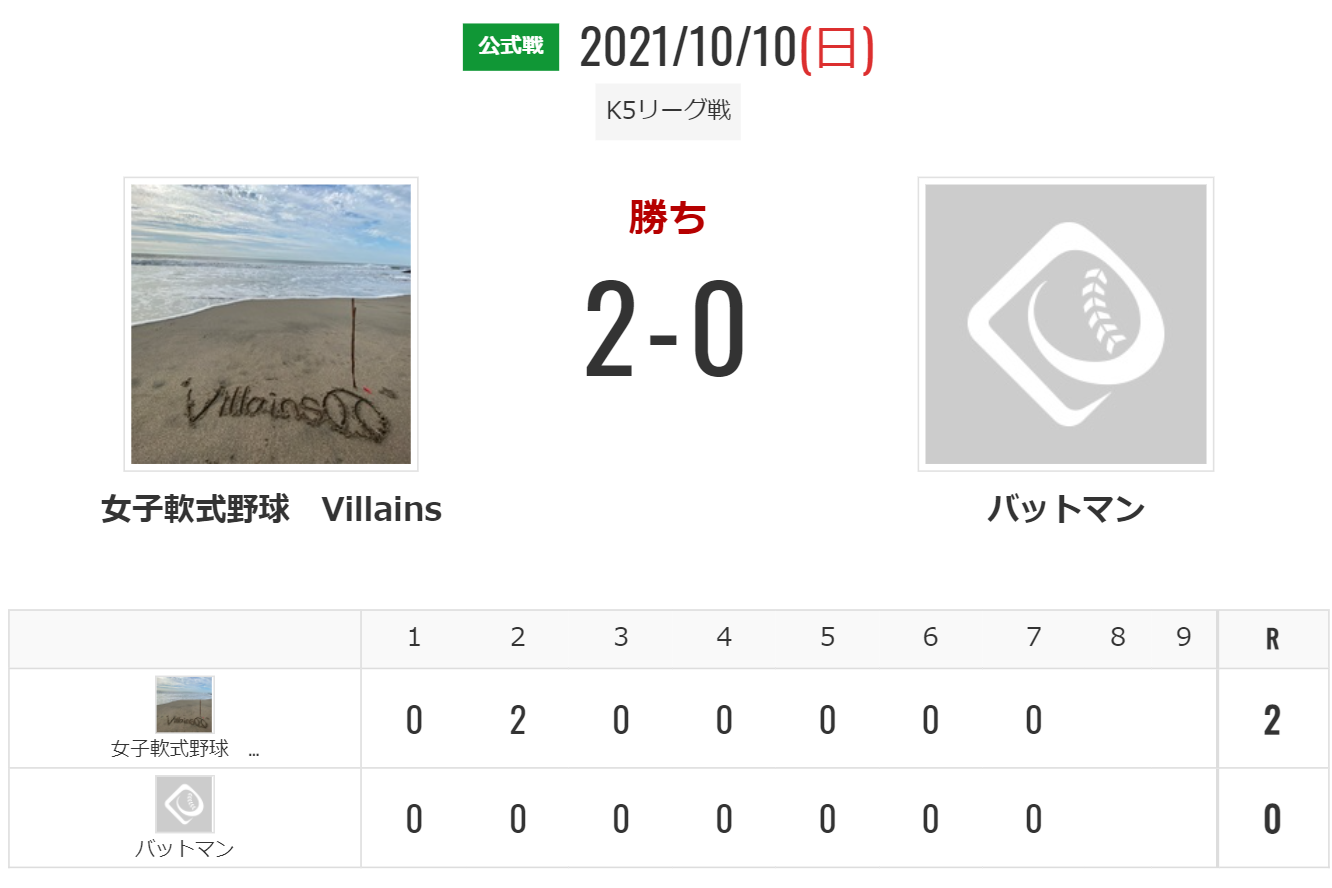 公式戦 2021/10/10(日)
K5リーグ戦
勝ち
2-0
Villains
女子軟式野球　Villains
バットマン
1 2 3 4 5 6 7 8 9 R
女子軟式野球　...
0 2 0 0 0 0 0 2
バットマン
0 0 0 0 0 0 0 0